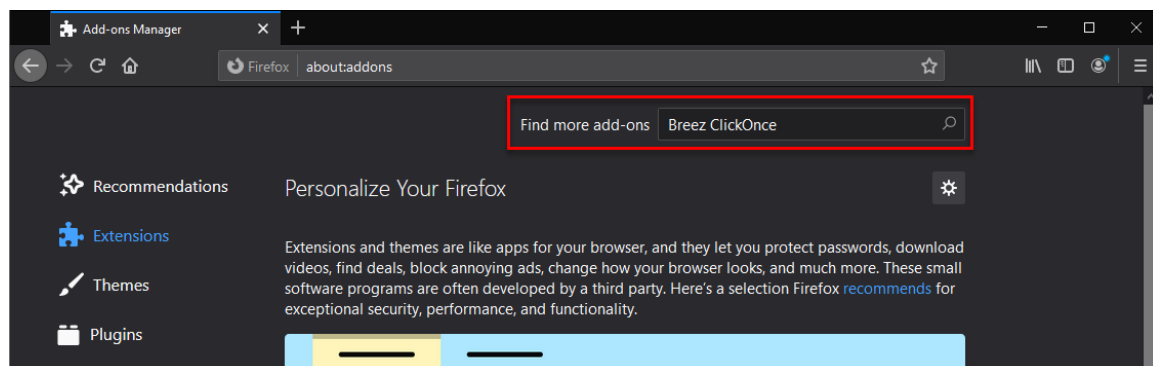 Add-ons Manager
Firefox about:addons
Find more add-ons Breez ClickOnce
Recommendations
Personalize Your Firefox
Extensions
Extensions and themes are like apps for your browser, and they let you protect passwords, download
videos, find deals, block annoying ads, change how your browser looks, and much more. These small
software programs are often developed by a third party. Here's a selection Firefox recommends for
exceptional security, performance, and functionality.
Themes
Plugins